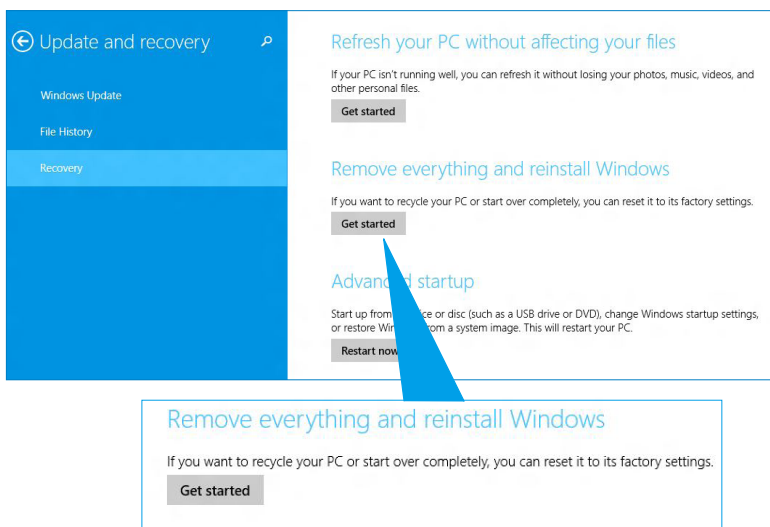 Update and recovery
Windows Update
File History
Recovery
Refresh your PC without affecting your files
If your PC isn't running well, you can refresh it without losing your photos, music, videos, and
other personal files.
Get started
Remove everything and reinstall Windows
If you want to recycle your PC or start over completely, you can reset it to its factory settings.
Get started
Advanced startup
Start up from ce or disc (such as a USB drive or DVD), change Windows startup settings,
or restore Win om a system image. This will restart your PC.
Restart now
Remove everything and reinstall Windows
If you want to recycle your PC or start over completely, you can reset it to its factory settings.
Get started